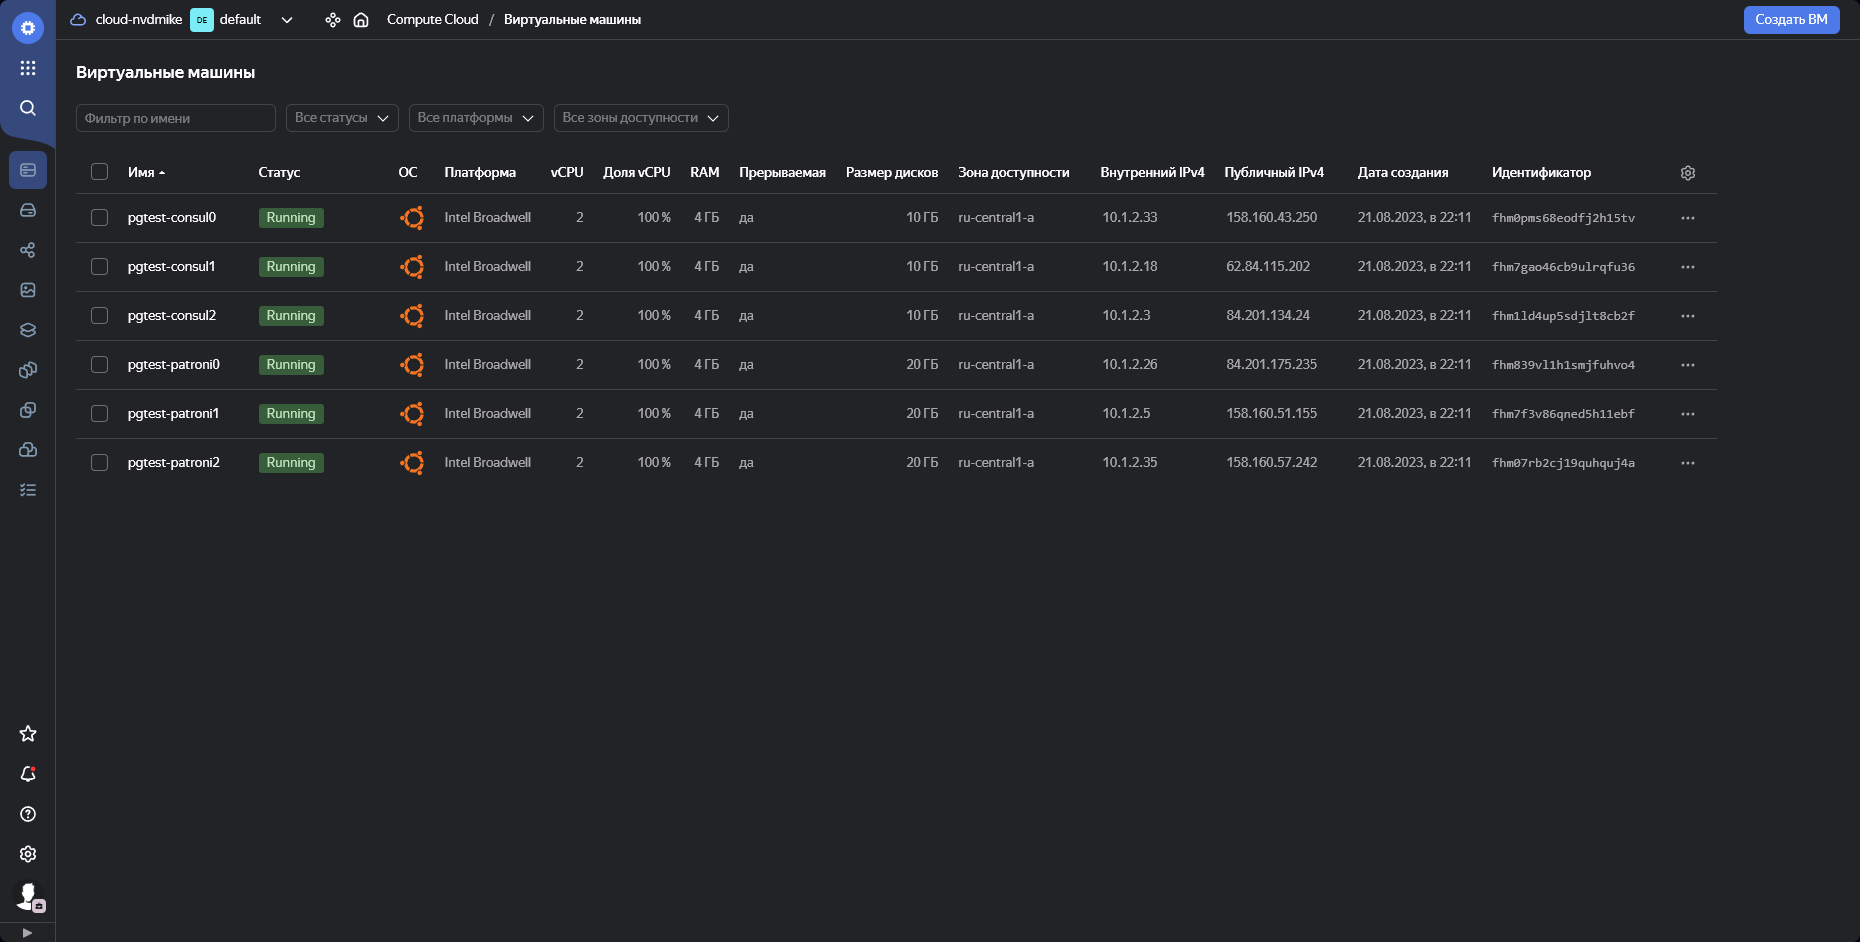 cloud-nvdmike DE default Compute Cloud / Виртуальные машины Создать ВМ
Виртуальные машины
Фильтр по имени Все статусы Все платформы Все зоны доступности
Имя Статус ОС Платформа vCPU Доля vCPU RAM Прерываемая Размер дисков Зона доступности Внутренний IPv4 Публичный IPv4 Дата создания Идентификатор
pgtest-consul0 Running Intel Broadwell 2 100 % 4 ГБ да 10 ГБ ru-central1-a 10.1.2.33 158.160.43.250 21.08.2023, в 22:11 fhm0pms68eodfj2h15tv
pgtest-consul1 Running Intel Broadwell 2 100 % 4 ГБ да 10 ГБ ru-central1-a 10.1.2.18 62.84.115.202 21.08.2023, в 22:11 fhm7gao46cb9ulrqfu36
pgtest-consul2 Running Intel Broadwell 2 100 % 4 ГБ да 10 ГБ ru-central1-a 10.1.2.3 84.201.134.24 21.08.2023, в 22:11 fhm1ld4up5sdjlt8cb2f
pgtest-patroni0 Running Intel Broadwell 2 100 % 4 ГБ да 20 ГБ ru-central1-a 10.1.2.26 84.201.175.235 21.08.2023, в 22:11 fhm839vl1h1smjfuhvo4
pgtest-patroni1 Running Intel Broadwell 2 100 % 4 ГБ да 20 ГБ ru-central1-a 10.1.2.5 158.160.51.155 21.08.2023, в 22:11 fhm7f3v86qned5h11ebf
pgtest-patroni2 Running Intel Broadwell 2 100 % 4 ГБ да 20 ГБ ru-central1-a 10.1.2.35 158.160.57.242 21.08.2023, в 22:11 fhm07rb2cj19quhquj4a